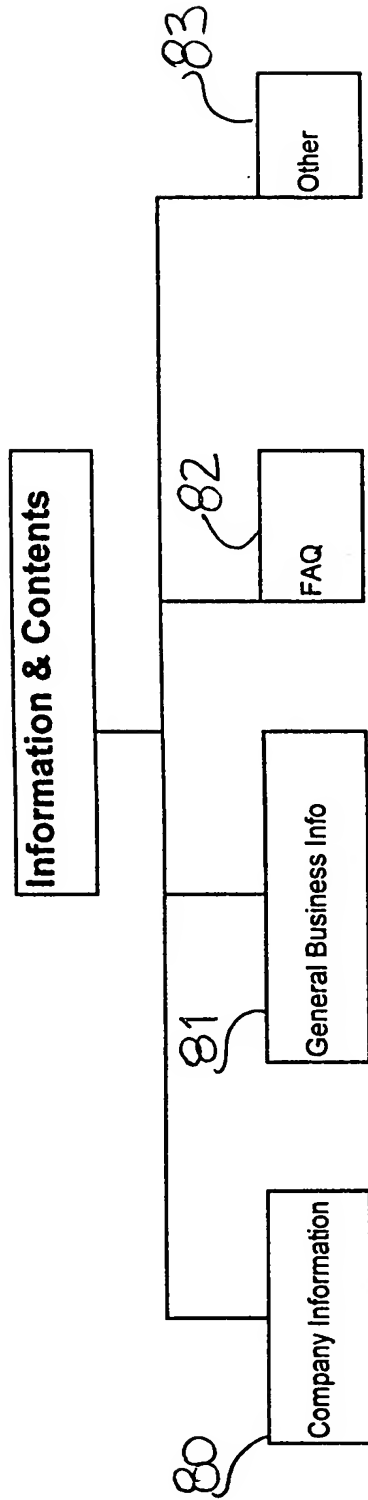 Information & Contents
80
Company Information
81
General Business Info
82
FAQ
83
Other